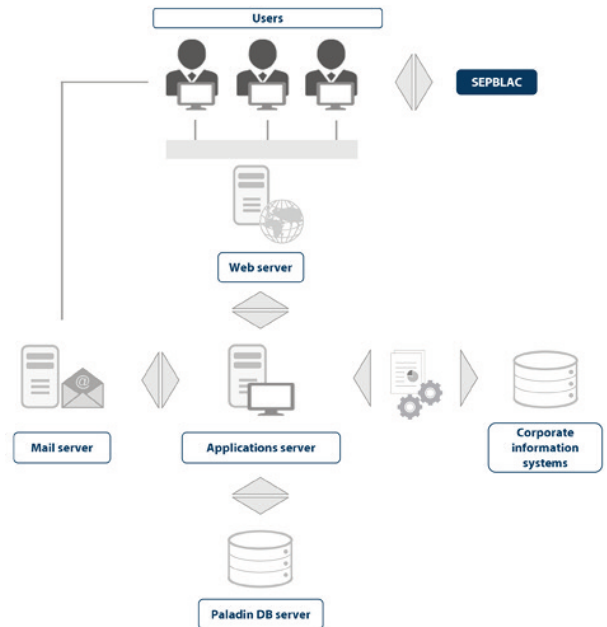 Users
SEPBLAC
Web server
@
Mail server
Applications server
Corporate
information
systems
Paladin DB server